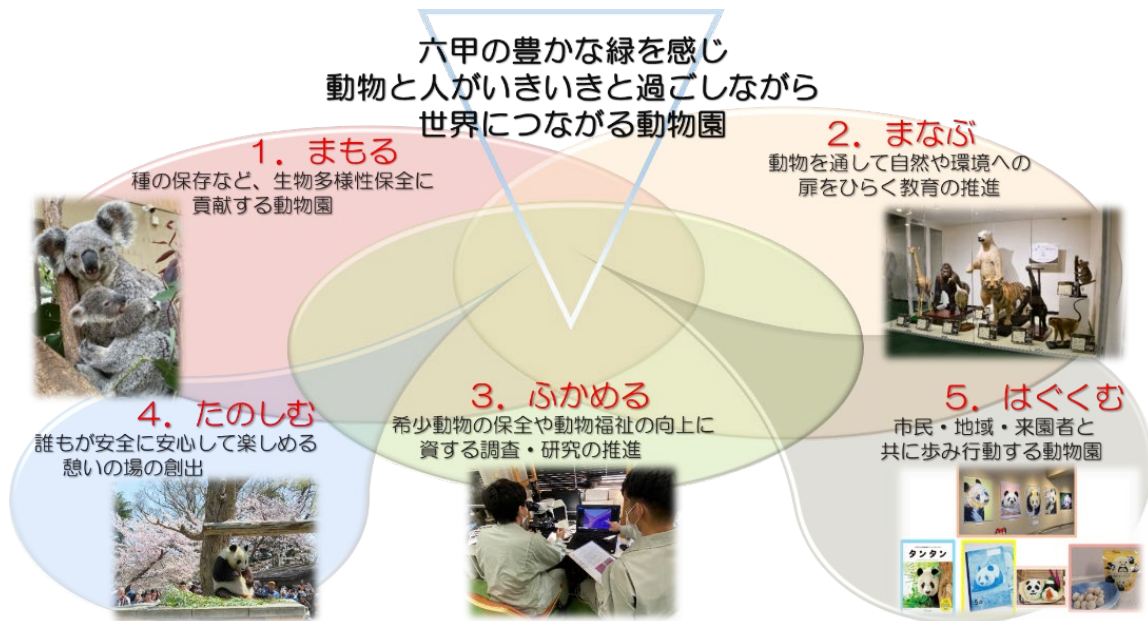 六甲の豊かな緑を感じ
動物と人がいきいきと過ごしながら
世界につながる動物園
1．まもる
種の保存など、生物多様性保全に
貢献する動物園
2．まなぶ
動物を通して自然や環境への
扉をひらく教育の推進
3．ふかめる
希少動物の保全や動物福祉の向上に
資する調査・研究の推進
4．たのしむ
誰もが安全に安心して楽しめる
憩いの場の創出
5．はぐくむ
市民・地域・来園者と
共に歩み行動する動物園
タンタン